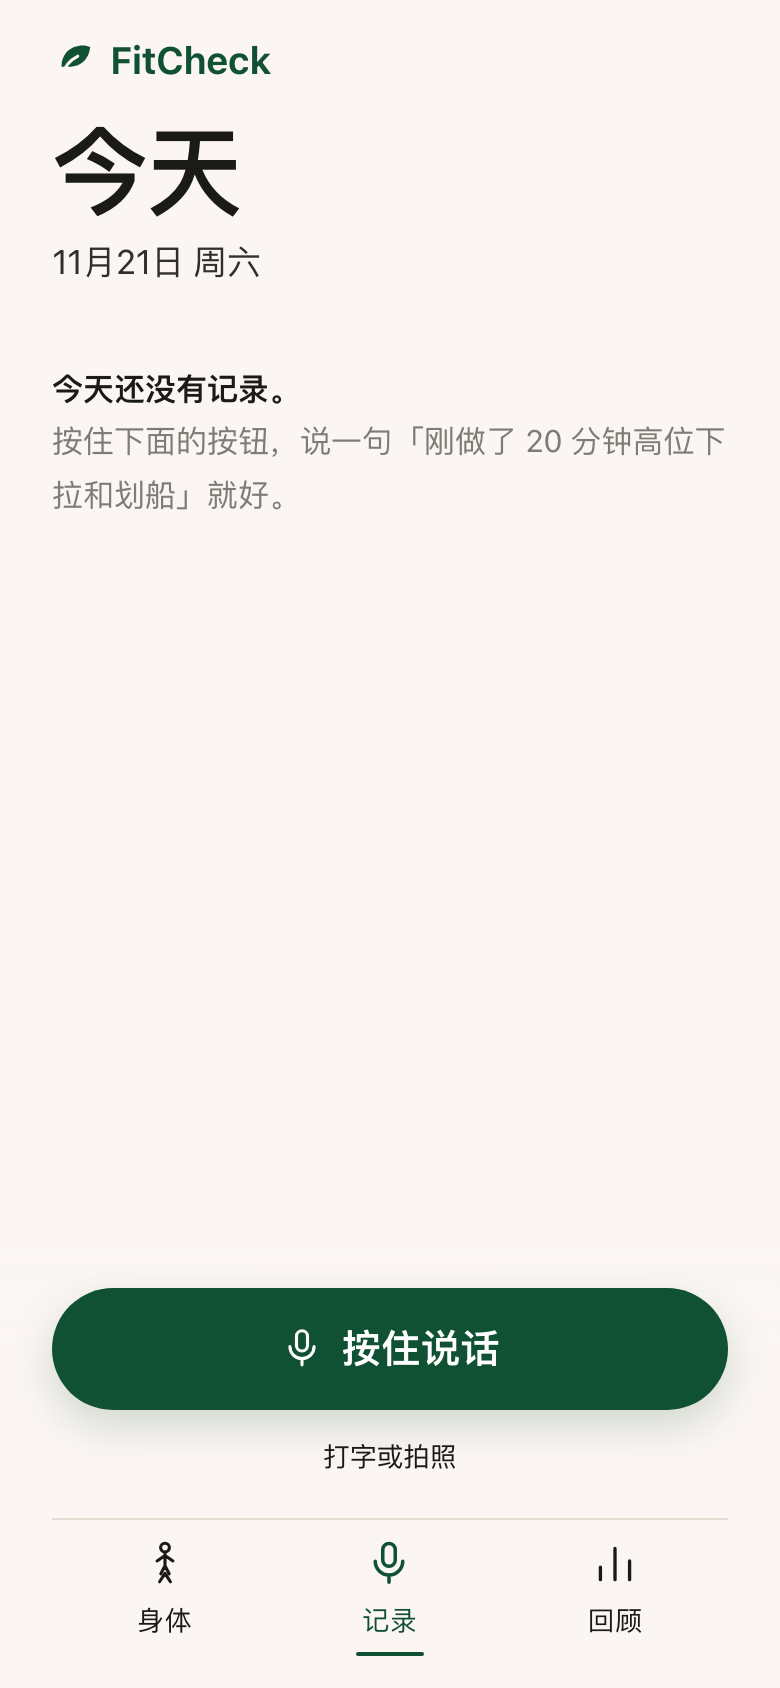 FitCheck
今天
11月21日 周六
今天还没有记录。
按住下面的按钮，说一句「刚做了 20 分钟高位下
拉和划船」就好。
按住说话
打字或拍照
身体
记录
回顾